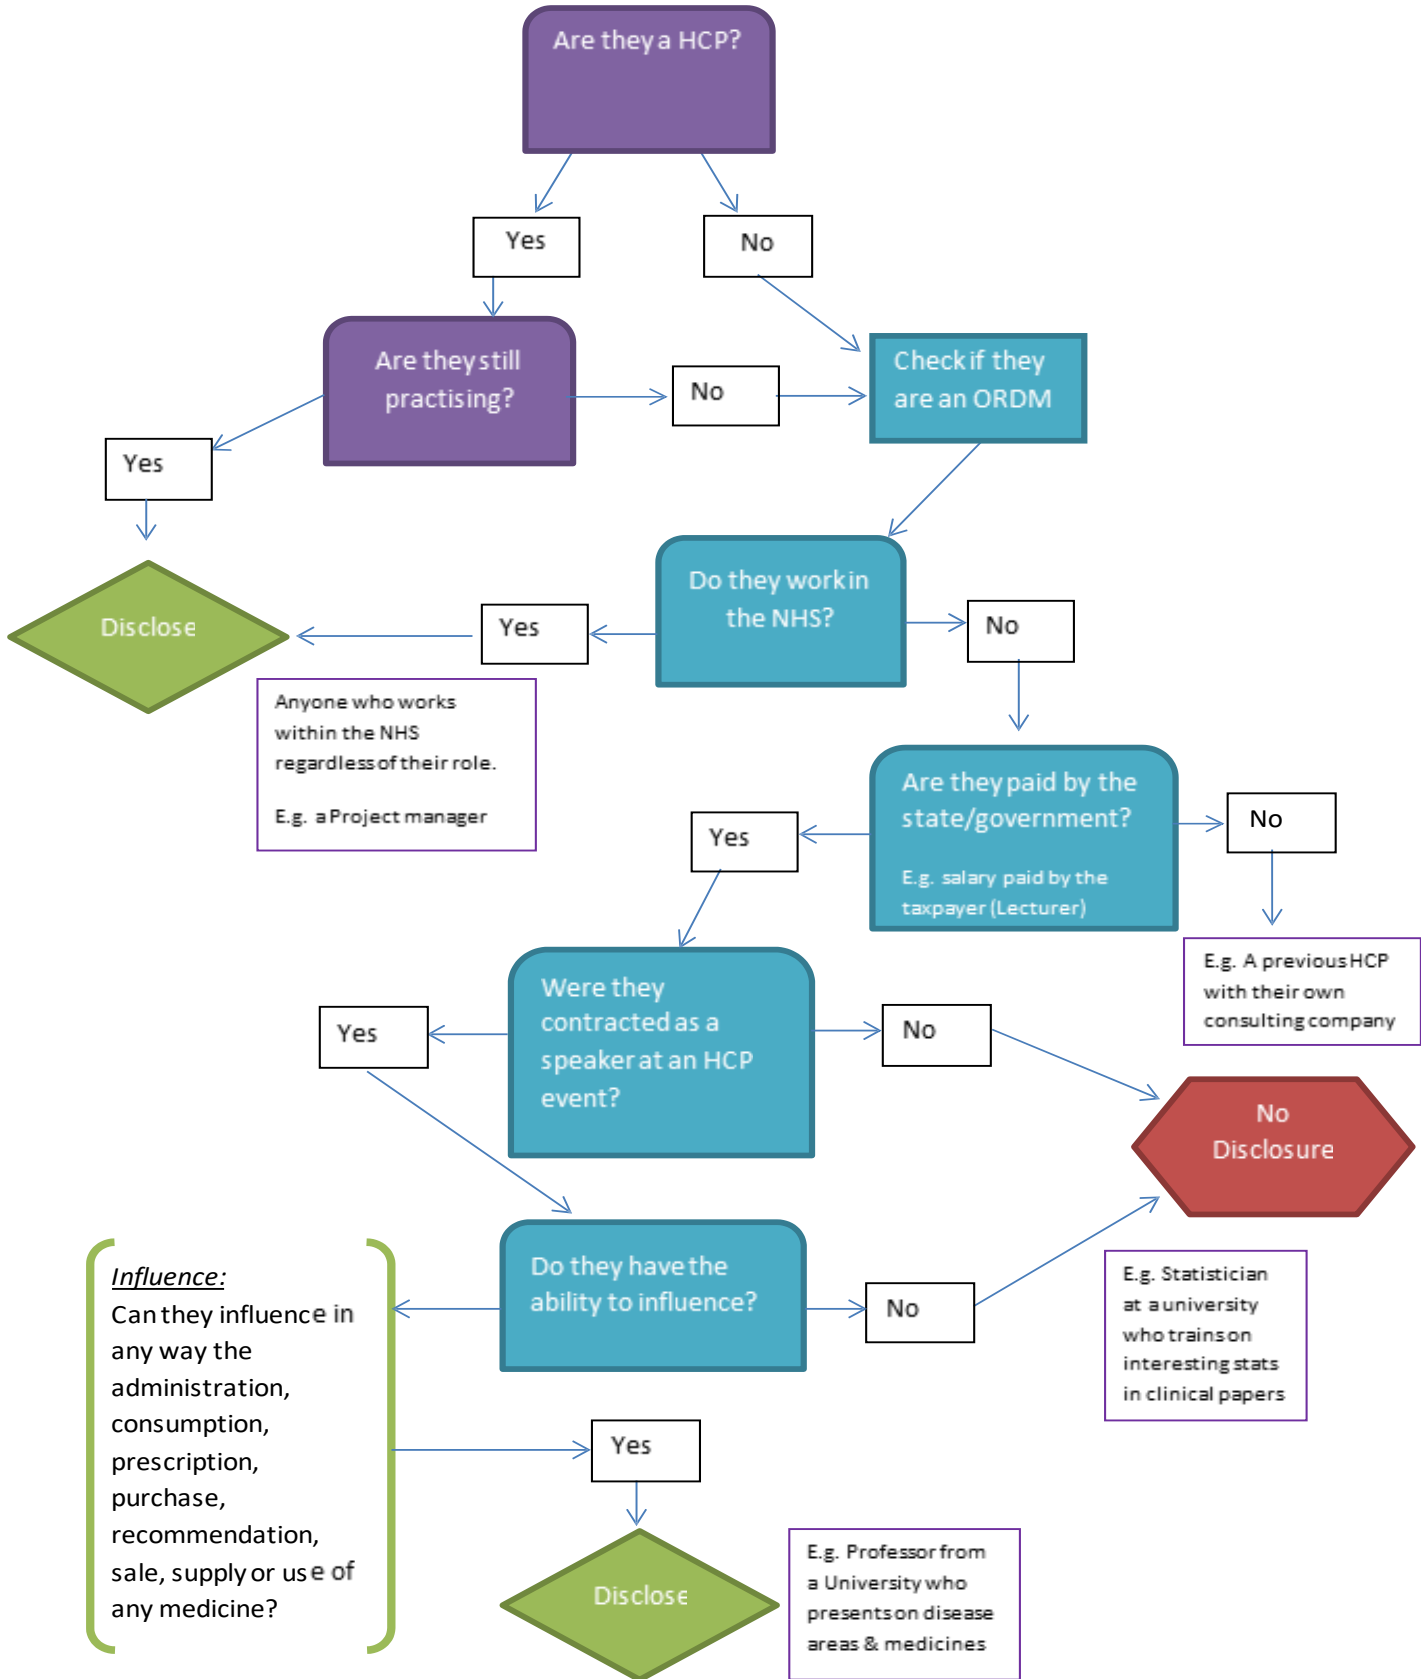 Are they a HCP?
Yes
No
Are they still
practising?
No
Check if they
are an ORDM
Yes
Disclose
Do they work in
the NHS?
Yes
No
Anyone who works
within the NHS
regardless of their role.
E.g. a Project manager
Are they paid by the
state/government?
E.g. salary paid by the
taxpayer (Lecturer)
Yes
No
E.g. A previous HCP
with their own
consulting company
Were they
contracted as a
speaker at an HCP
event?
Yes
No
No
Disclosure
Do they have the
ability to influence?
No
E.g. Statistician
at a university
who trains on
interesting stats
in clinical papers
Influence:
Can they influence in
any way the
administration,
consumption,
prescription,
purchase,
recommendation,
sale, supply or use of
any medicine?
Yes
Disclose
E.g. Professor from
a University who
presents on disease
areas & medicines